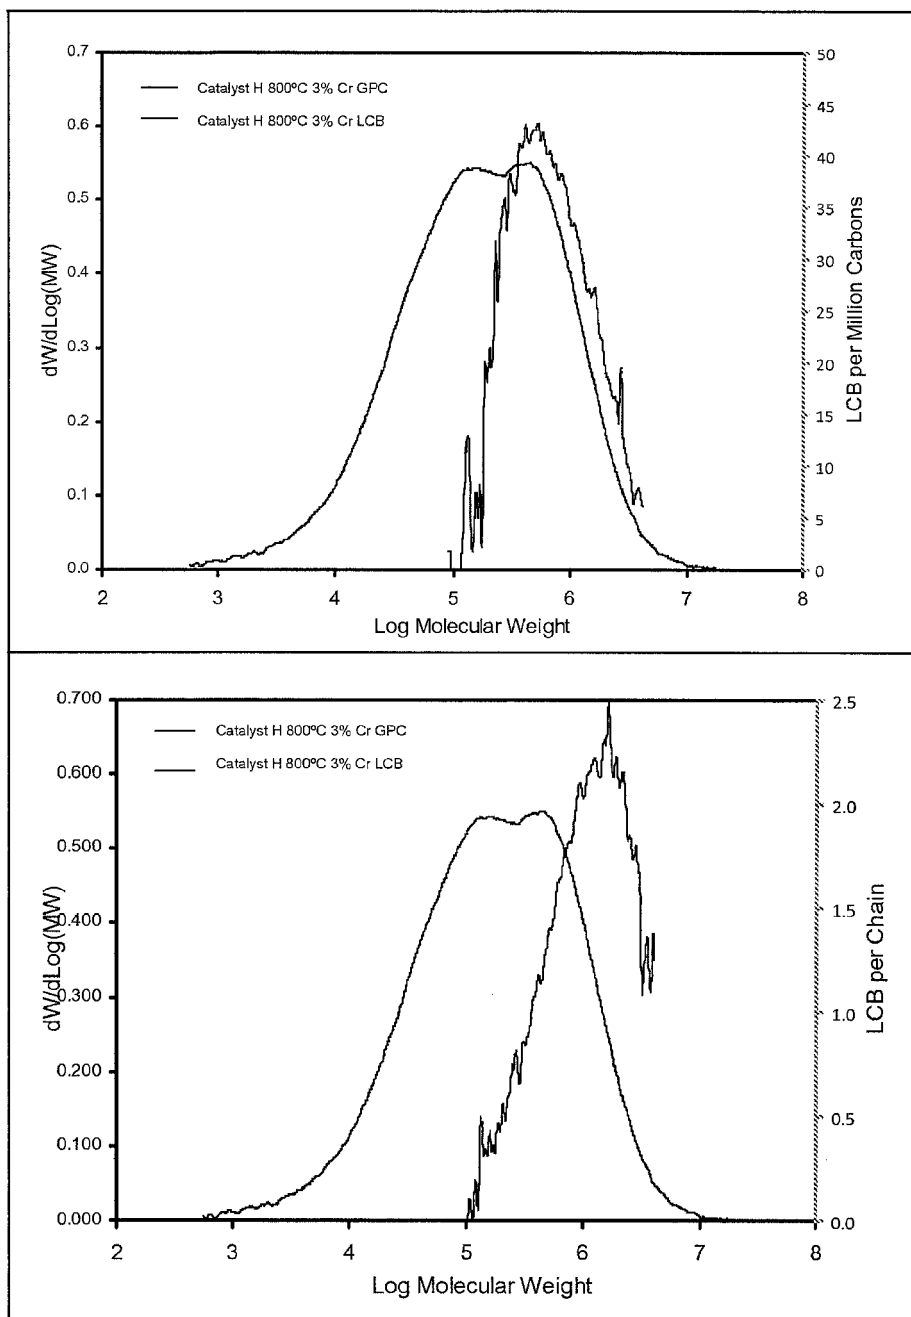 0.7
0.6
0.5
0.4
0.3
0.2
0.1
0.0
dW/dLog(MW)
Catalyst H 800ºC 3% Cr GPC
Catalyst H 800ºC 3% Cr LCB
50
45
40
35
30
25
20
15
10
5
0
LCB per Million Carbons
2 3 4 5 6 7 8
Log Molecular Weight
0.700
0.600
0.500
0.400
0.300
0.200
0.100
0.000
dW/dLog(MW)
Catalyst H 800ºC 3% Cr GPC
Catalyst H 800ºC 3% Cr LCB
2.5
2.0
1.5
1.0
0.5
0.0
LCB per Chain
2 3 4 5 6 7 8
Log Molecular Weight